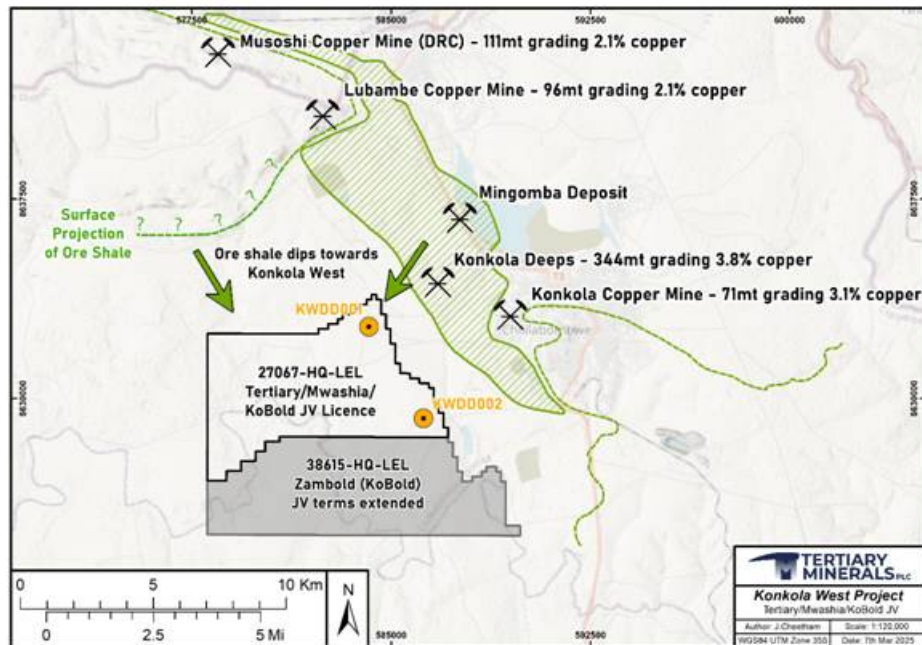 577500
585000
592500
600000
Musoshi Copper Mine (DRC) - 111mt grading 2.1% copper
Lubambe Copper Mine - 96mt grading 2.1% copper
8637500
8637500
Mingomba Deposit
? ? ? ? ?
Surface
Projection
of Ore Shale
Ore shale dips towards
Konkola West
Konkola Deeps - 344mt grading 3.8% copper
Konkola Copper Mine - 71mt grading 3.1% copper
KWDD001
27067-HQ-LEL
Tertiary/Mwashia/
KoBold JV Licence
8630000
8630000
KWDD002
38615-HQ-LEL
Zambold (KoBold)
JV terms extended
0 5 10 Km
0 2.5 5 Mi
N
585000
592500
TERTIARY
MINERALS PLC
Konkola West Project
Tertiary/Mwashia/KoBold JV
Author: J.Cheetham
Scale: 1:120,000
WGS84 UTM Zone 35S
Date: 7th Mar 2025